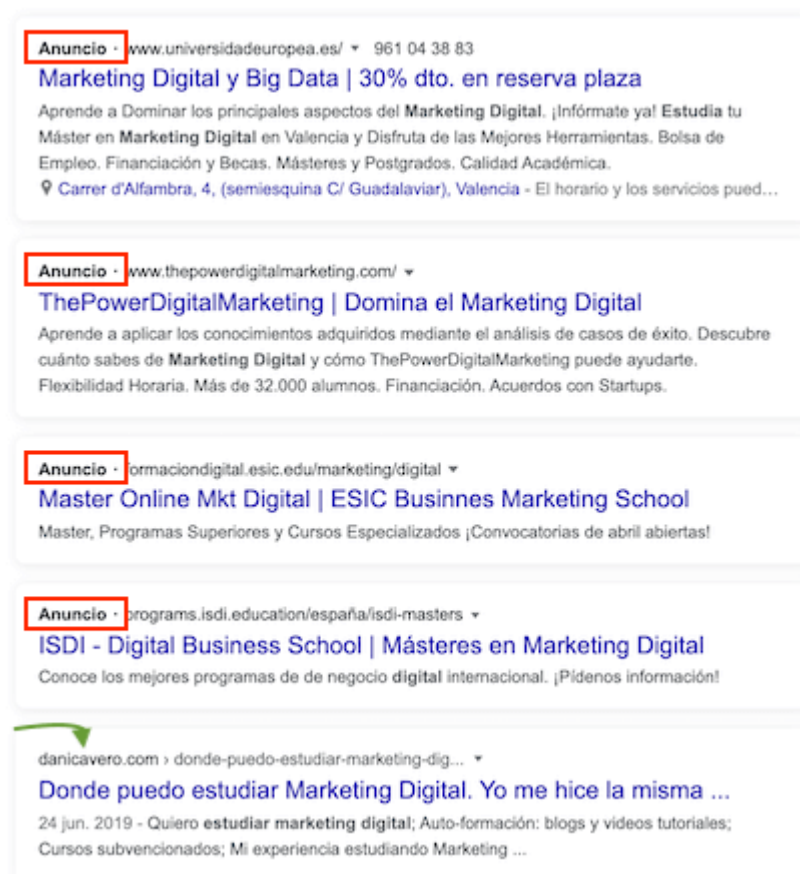 Anuncio · www.universidadeuropea.es/ 961 04 38 83
Marketing Digital y Big Data | 30% dto. en reserva plaza
Aprende a Dominar los principales aspectos del Marketing Digital. ¡Infórmate ya! Estudia tu
Máster en Marketing Digital en Valencia y Disfruta de las Mejores Herramientas. Bolsa de
Empleo. Financiación y Becas. Másteres y Postgrados. Calidad Académica.
Carrer d'Alfambra, 4, (semiesquina C/ Guadalaviar), Valencia - El horario y los servicios pued...
Anuncio · www.thepowerdigitalmarketing.com/
ThePowerDigitalMarketing | Domina el Marketing Digital
Aprende a aplicar los conocimientos adquiridos mediante el análisis de casos de éxito. Descubre
cuánto sabes de Marketing Digital y cómo ThePowerDigitalMarketing puede ayudarte.
Flexibilidad Horaria. Más de 32.000 alumnos. Financiación. Acuerdos con Startups.
Anuncio · formaciondigital.esic.edu/marketing/digital
Master Online Mkt Digital | ESIC Businnes Marketing School
Master, Programas Superiores y Cursos Especializados ¡Convocatorias de abril abiertas!
Anuncio · programs.isdi.education/españa/isdi-masters
ISDI - Digital Business School | Másteres en Marketing Digital
Conoce los mejores programas de de negocio digital internacional. ¡Pídenos información!
danicavero.com › donde-puedo-estudiar-marketing-dig...
Donde puedo estudiar Marketing Digital. Yo me hice la misma ...
24 jun. 2019 - Quiero estudiar marketing digital; Auto-formación: blogs y videos tutoriales;
Cursos subvencionados; Mi experiencia estudiando Marketing ...